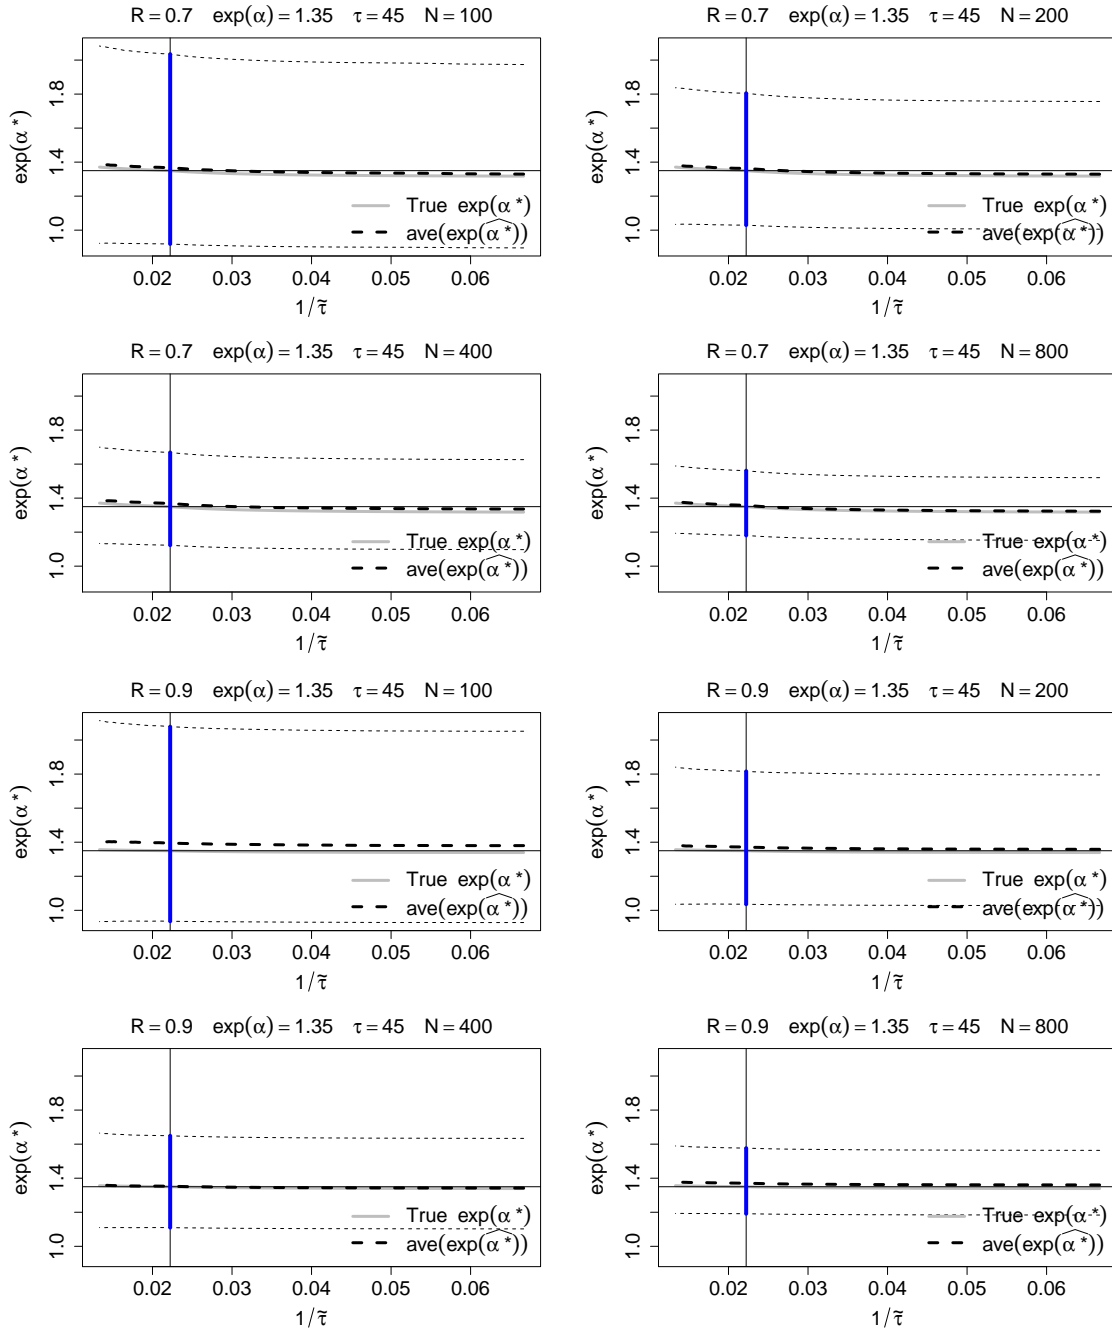 R = 0.7 exp(α) = 1.35 τ = 45 N = 100
exp(α*)
1.0 1.4 1.8
True exp(α*)
ave(exp(α̂*))
0.02 0.03 0.04 0.05 0.06
1/τ̃
R = 0.7 exp(α) = 1.35 τ = 45 N = 200
exp(α*)
1.0 1.4 1.8
True exp(α*)
ave(exp(α̂*))
0.02 0.03 0.04 0.05 0.06
1/τ̃
R = 0.7 exp(α) = 1.35 τ = 45 N = 400
exp(α*)
1.0 1.4 1.8
True exp(α*)
ave(exp(α̂*))
0.02 0.03 0.04 0.05 0.06
1/τ̃
R = 0.7 exp(α) = 1.35 τ = 45 N = 800
exp(α*)
1.0 1.4 1.8
True exp(α*)
ave(exp(α̂*))
0.02 0.03 0.04 0.05 0.06
1/τ̃
R = 0.9 exp(α) = 1.35 τ = 45 N = 100
exp(α*)
1.0 1.4 1.8
True exp(α*)
ave(exp(α̂*))
0.02 0.03 0.04 0.05 0.06
1/τ̃
R = 0.9 exp(α) = 1.35 τ = 45 N = 200
exp(α*)
1.0 1.4 1.8
True exp(α*)
ave(exp(α̂*))
0.02 0.03 0.04 0.05 0.06
1/τ̃
R = 0.9 exp(α) = 1.35 τ = 45 N = 400
exp(α*)
1.0 1.4 1.8
True exp(α*)
ave(exp(α̂*))
0.02 0.03 0.04 0.05 0.06
1/τ̃
R = 0.9 exp(α) = 1.35 τ = 45 N = 800
exp(α*)
1.0 1.4 1.8
True exp(α*)
ave(exp(α̂*))
0.02 0.03 0.04 0.05 0.06
1/τ̃